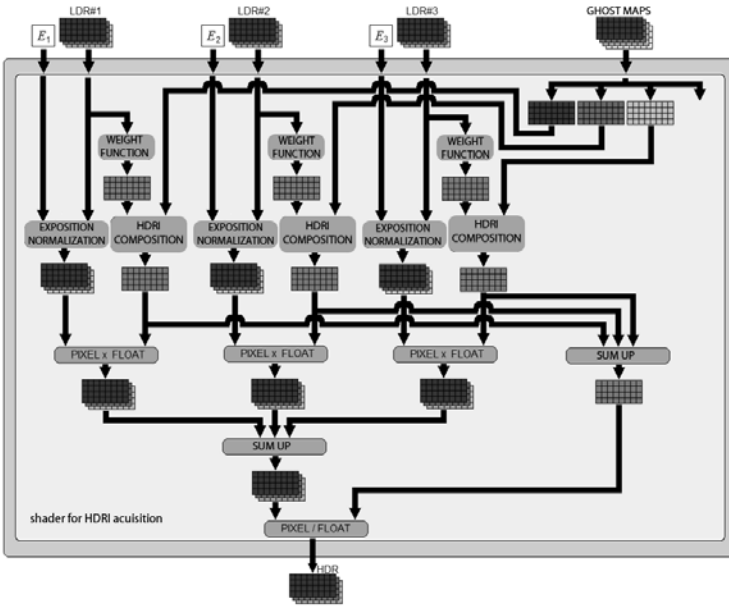 LDR#1
LDR#2
LDR#3
GHOST MAPS
E1
E2
E3
WEIGHT
FUNCTION
WEIGHT
FUNCTION
WEIGHT
FUNCTION
EXPOSITION
NORMALIZATION
HDRI
COMPOSITION
EXPOSITION
NORMALIZATION
HDRI
COMPOSITION
EXPOSITION
NORMALIZATION
HDRI
COMPOSITION
PIXEL x FLOAT
PIXEL x FLOAT
PIXEL x FLOAT
SUM UP
SUM UP
shader for HDRI acuisition
PIXEL / FLOAT
HDR